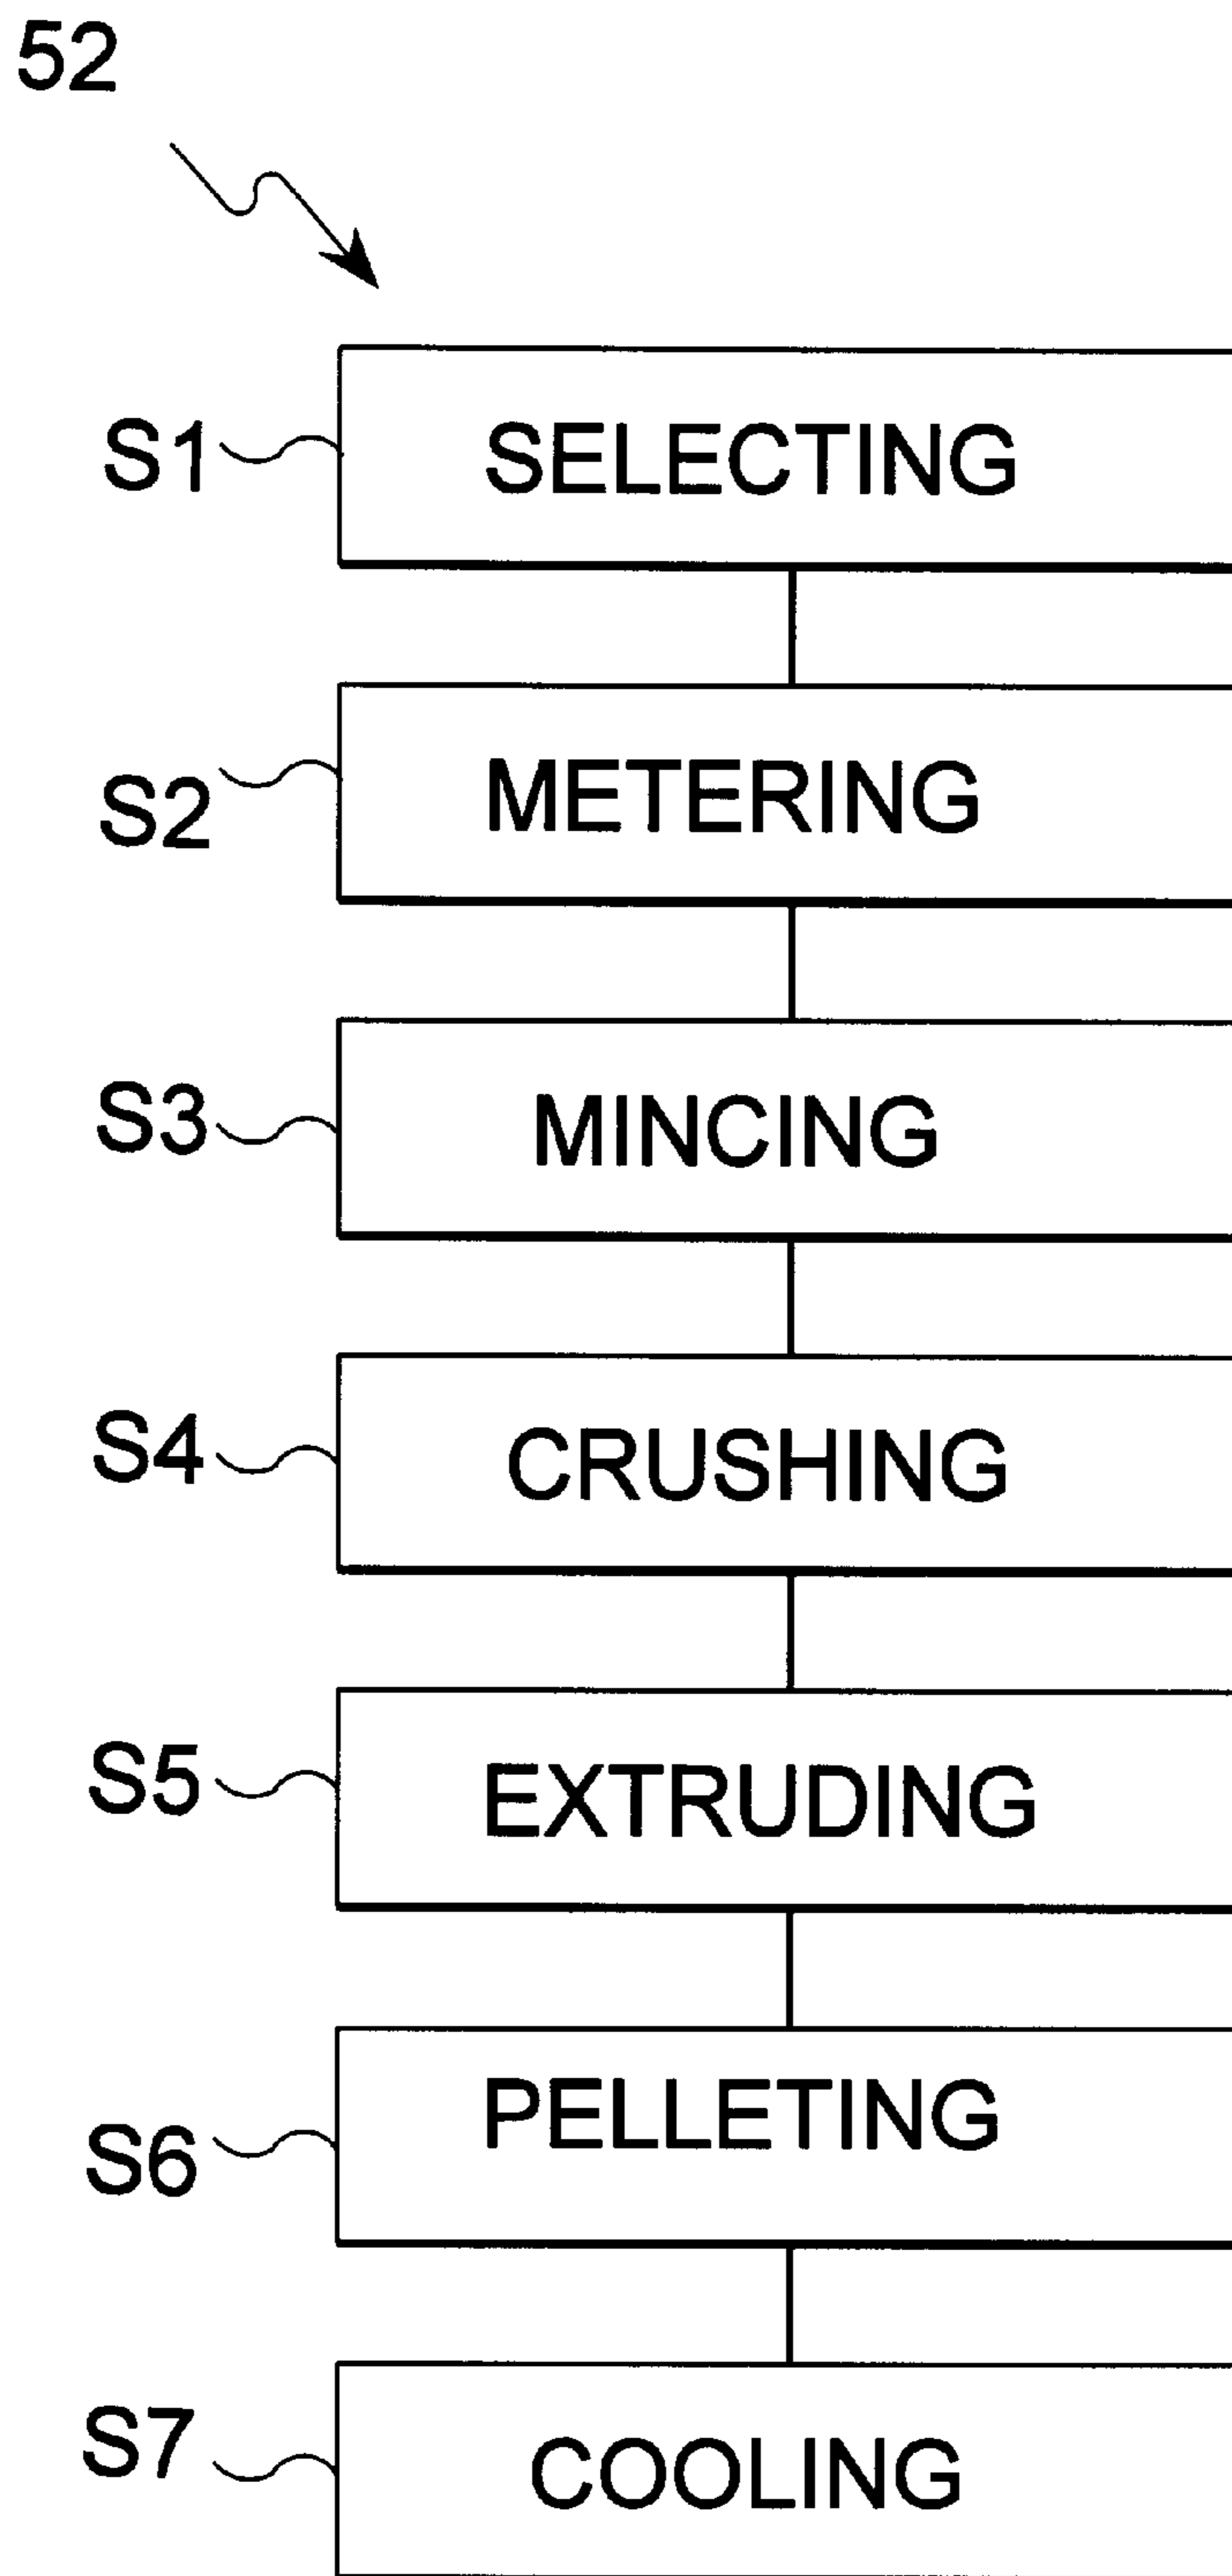 52
S1 SELECTING
S2 METERING
S3 MINCING
S4 CRUSHING
S5 EXTRUDING
S6 PELLETING
S7 COOLING